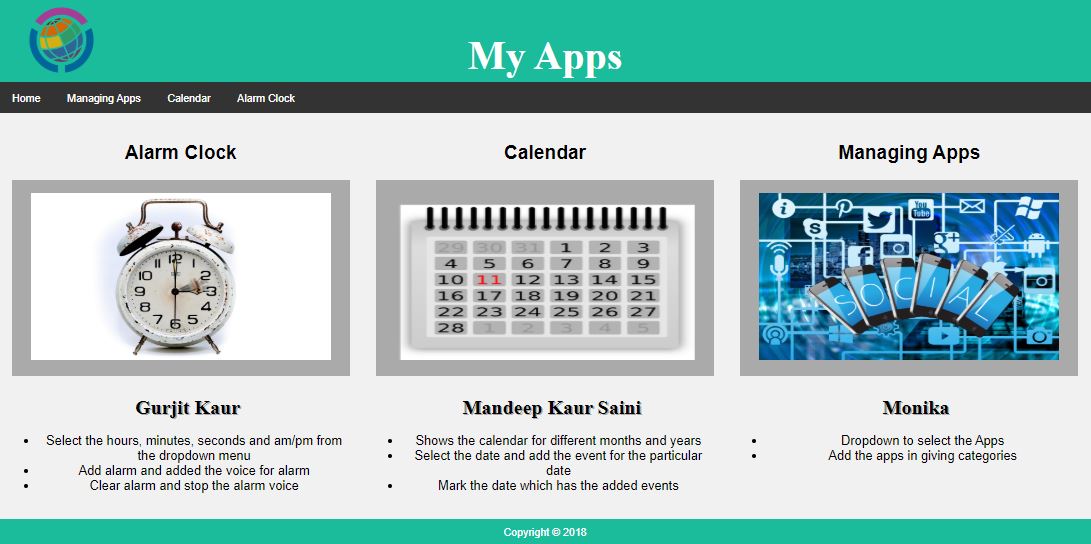 My Apps
Home Managing Apps Calendar Alarm Clock
Alarm Clock
12
1
2
3
4
5
6
7
8
9
10
11
Gurjit Kaur
• Select the hours, minutes, seconds and am/pm from
the dropdown menu
• Add alarm and added the voice for alarm
• Clear alarm and stop the alarm voice
Calendar
29 30 31 1 2 3
4 5 6 7 8 9
10 11 12 13 14 15
16 17 18 19 20 21
22 23 24 25 26 27
28 1 2 3 4 5
Mandeep Kaur Saini
• Shows the calendar for different months and years
• Select the date and add the event for the particular
date
• Mark the date which has the added events
Managing Apps
You
Tube
SOCIAL
Monika
• Dropdown to select the Apps
• Add the apps in giving categories
Copyright © 2018